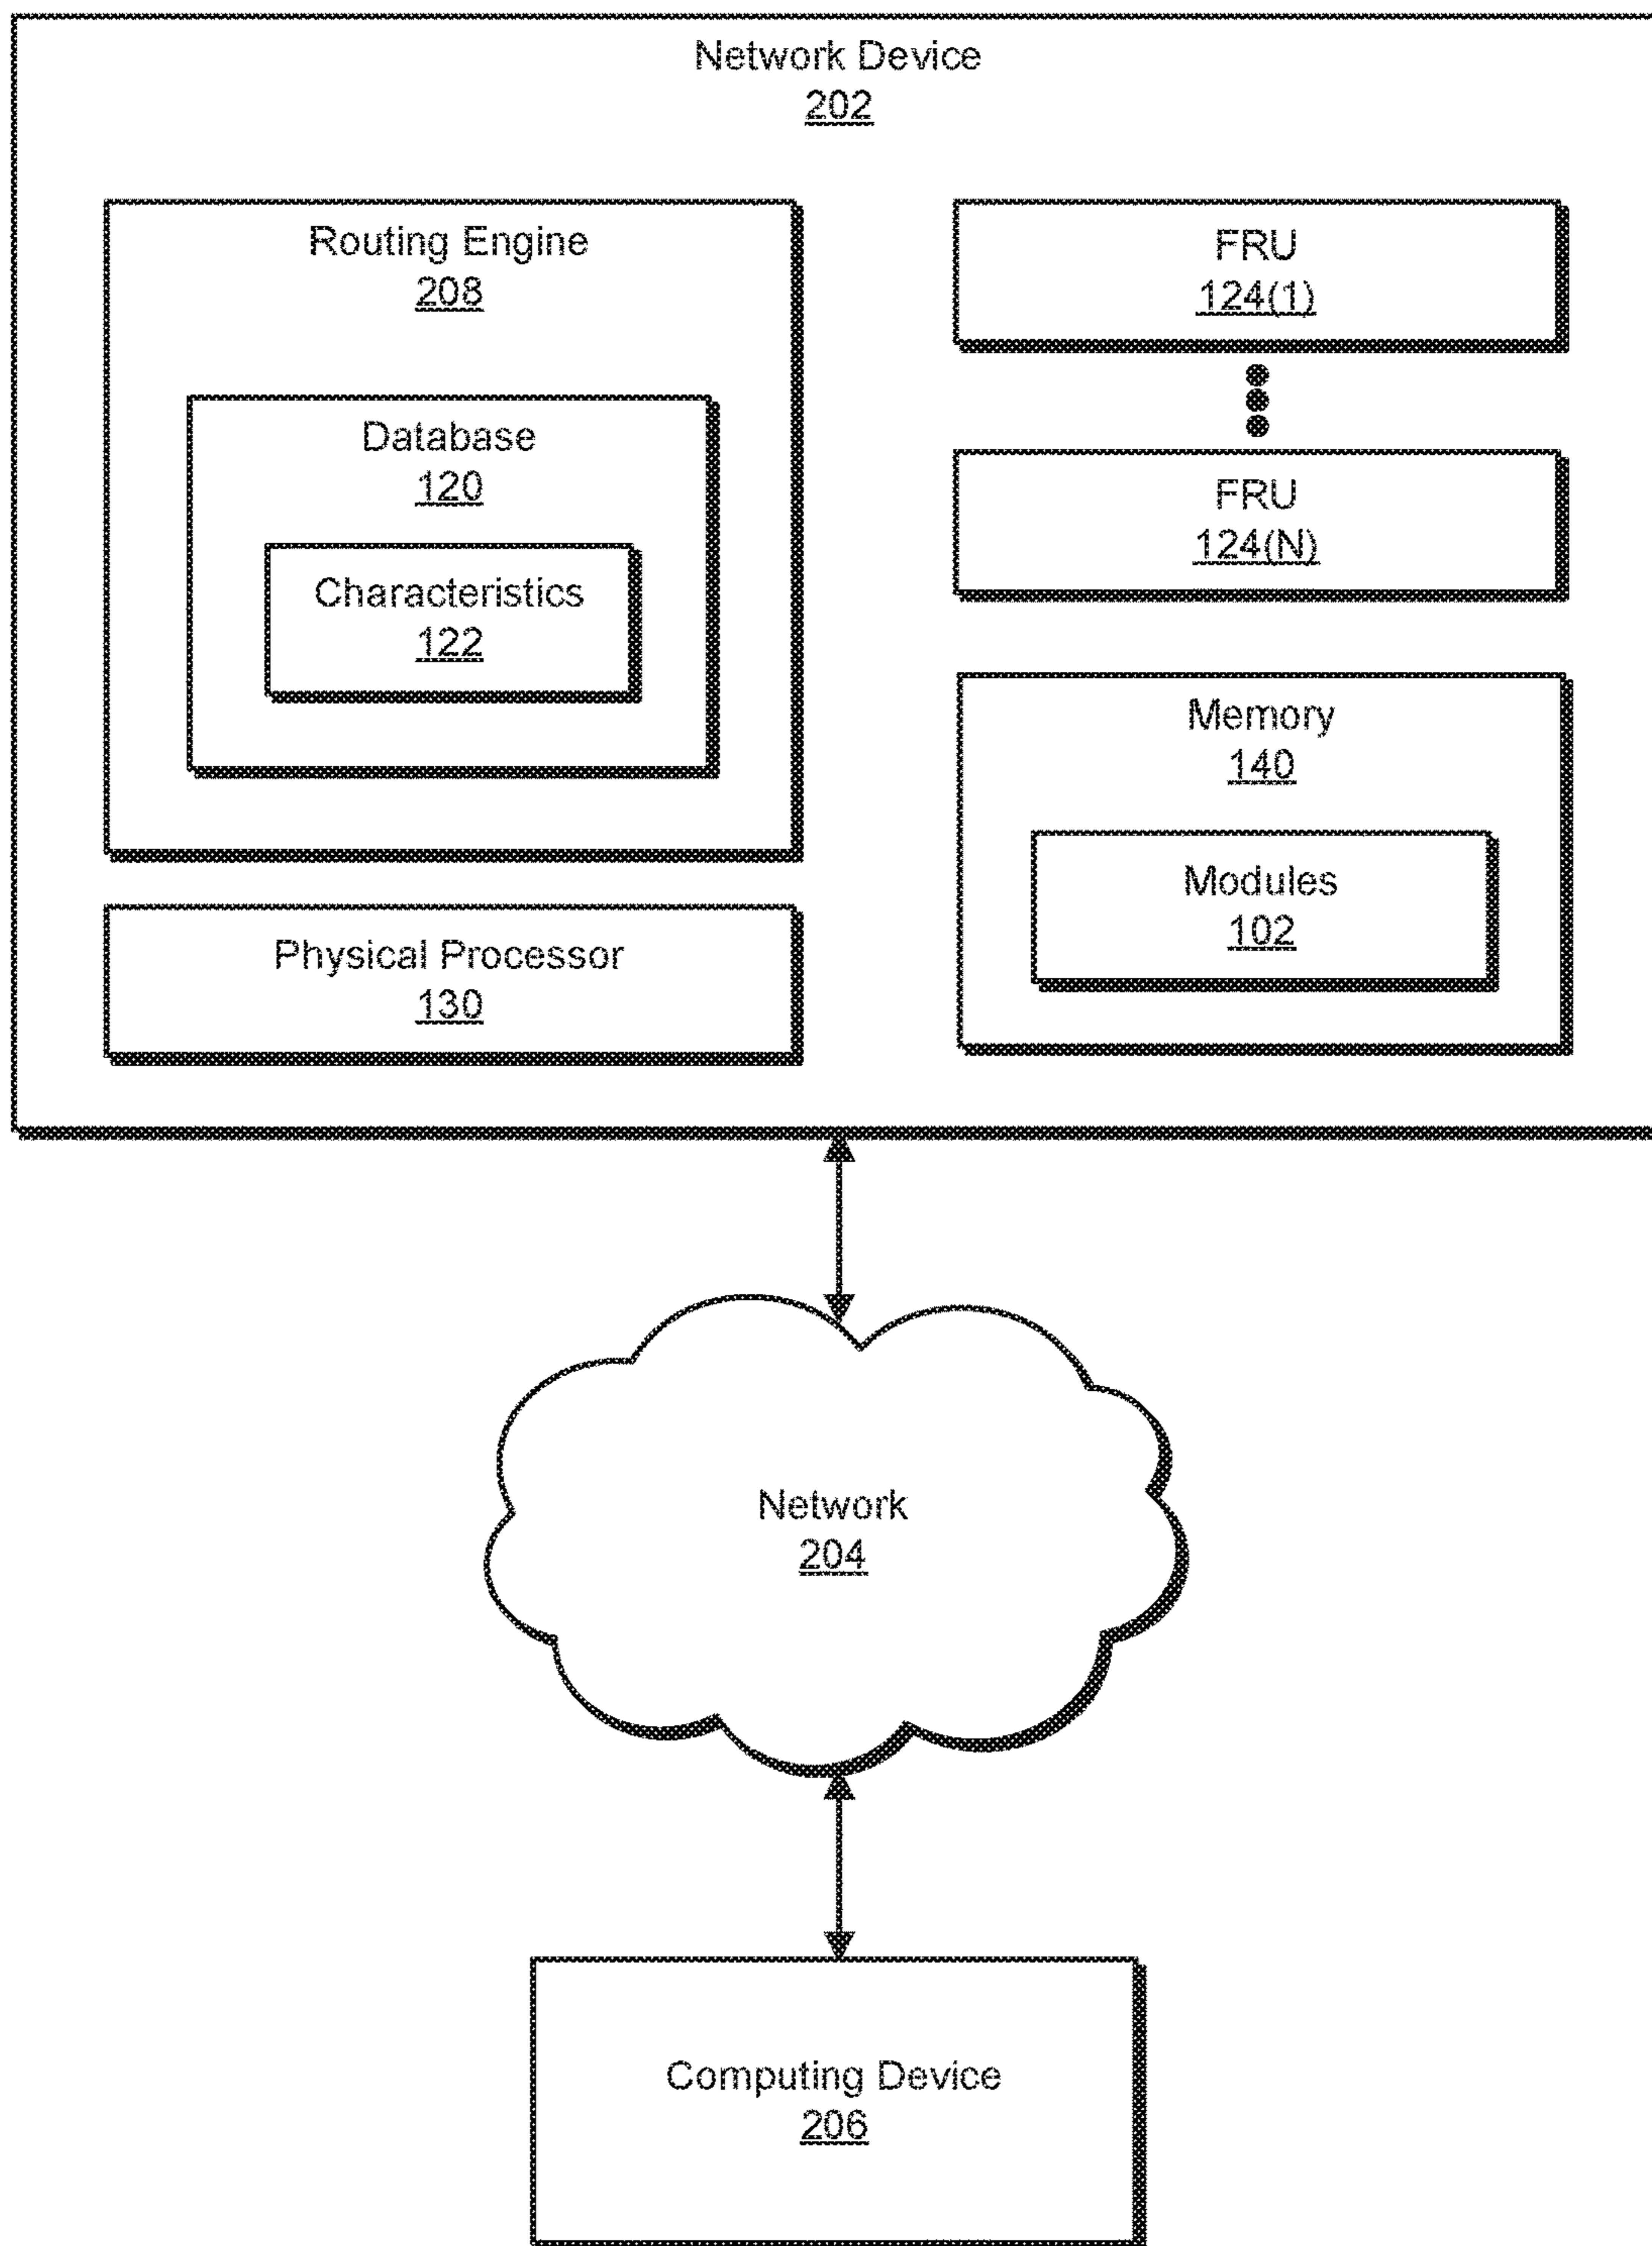 Network Device
202
Routing Engine
208
Database
120
Characteristics
122
Physical Processor
130
FRU
124(1)
FRU
124(N)
Memory
140
Modules
102
Network
204
Computing Device
206